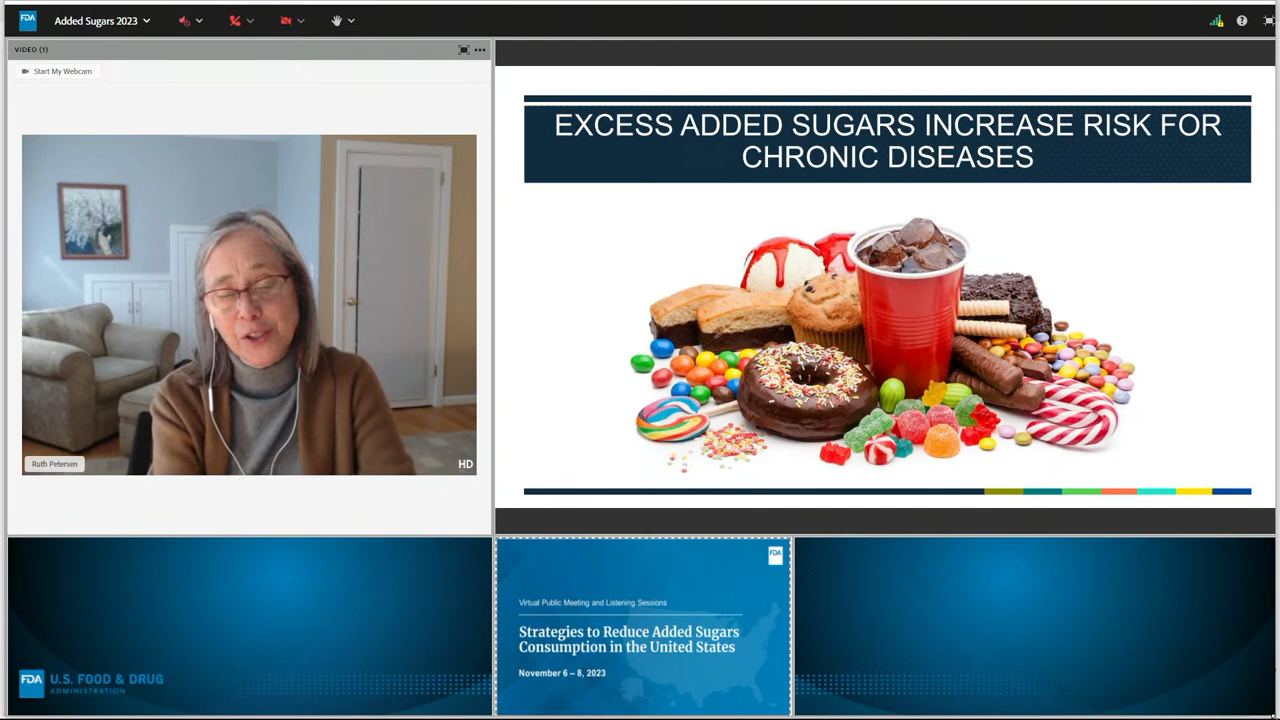 FDA
Added Sugars 2023
VIDEO (1)
Start My Webcam
Ruth Petersen
HD
EXCESS ADDED SUGARS INCREASE RISK FOR
CHRONIC DISEASES
FDA
U.S. FOOD & DRUG
ADMINISTRATION
FDA
Virtual Public Meeting and Listening Sessions
Strategies to Reduce Added Sugars
Consumption in the United States
November 6 – 8, 2023